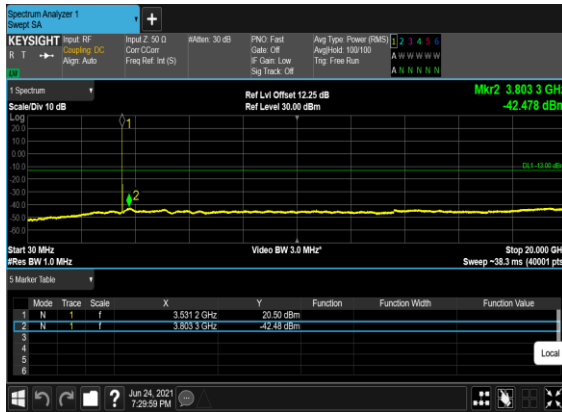 Spectrum Analyzer 1
Swept SA
+
KEYSIGHT Input: RF Input Z: 50 Ω #Atten: 30 dB PNO: Fast Avg Type: Power (RMS) 1 2 3 4 5 6
R T Coupling: DC Corr CCorr Gate: Off Avg|Hold: 100/100 A W W W W W
Align: Auto Freq Ref: Int (S) IF Gain: Low Trig: Free Run
Sig Track: Off A N N N N N
LXI
1 Spectrum Ref Lvl Offset 12.25 dB Mkr2 3.803 3 GHz
Scale/Div 10 dB Ref Level 30.00 dBm -42.478 dBm
Log
20.0
10.0
0.00
-10.0
DL1 -13.00 dBm
-20.0
-30.0
-40.0
-50.0
-60.0
1
2
Start 30 MHz Video BW 3.0 MHz* Stop 20.000 GHz
#Res BW 1.0 MHz Sweep ~38.3 ms (40001 pts)
5 Marker Table
Mode Trace Scale X Y Function Function Width Function Value
1 N 1 f 3.531 2 GHz 20.50 dBm
2 N 1 f 3.803 3 GHz -42.48 dBm
3
4
5
6
Local
? Jun 24, 2021
7:29:59 PM